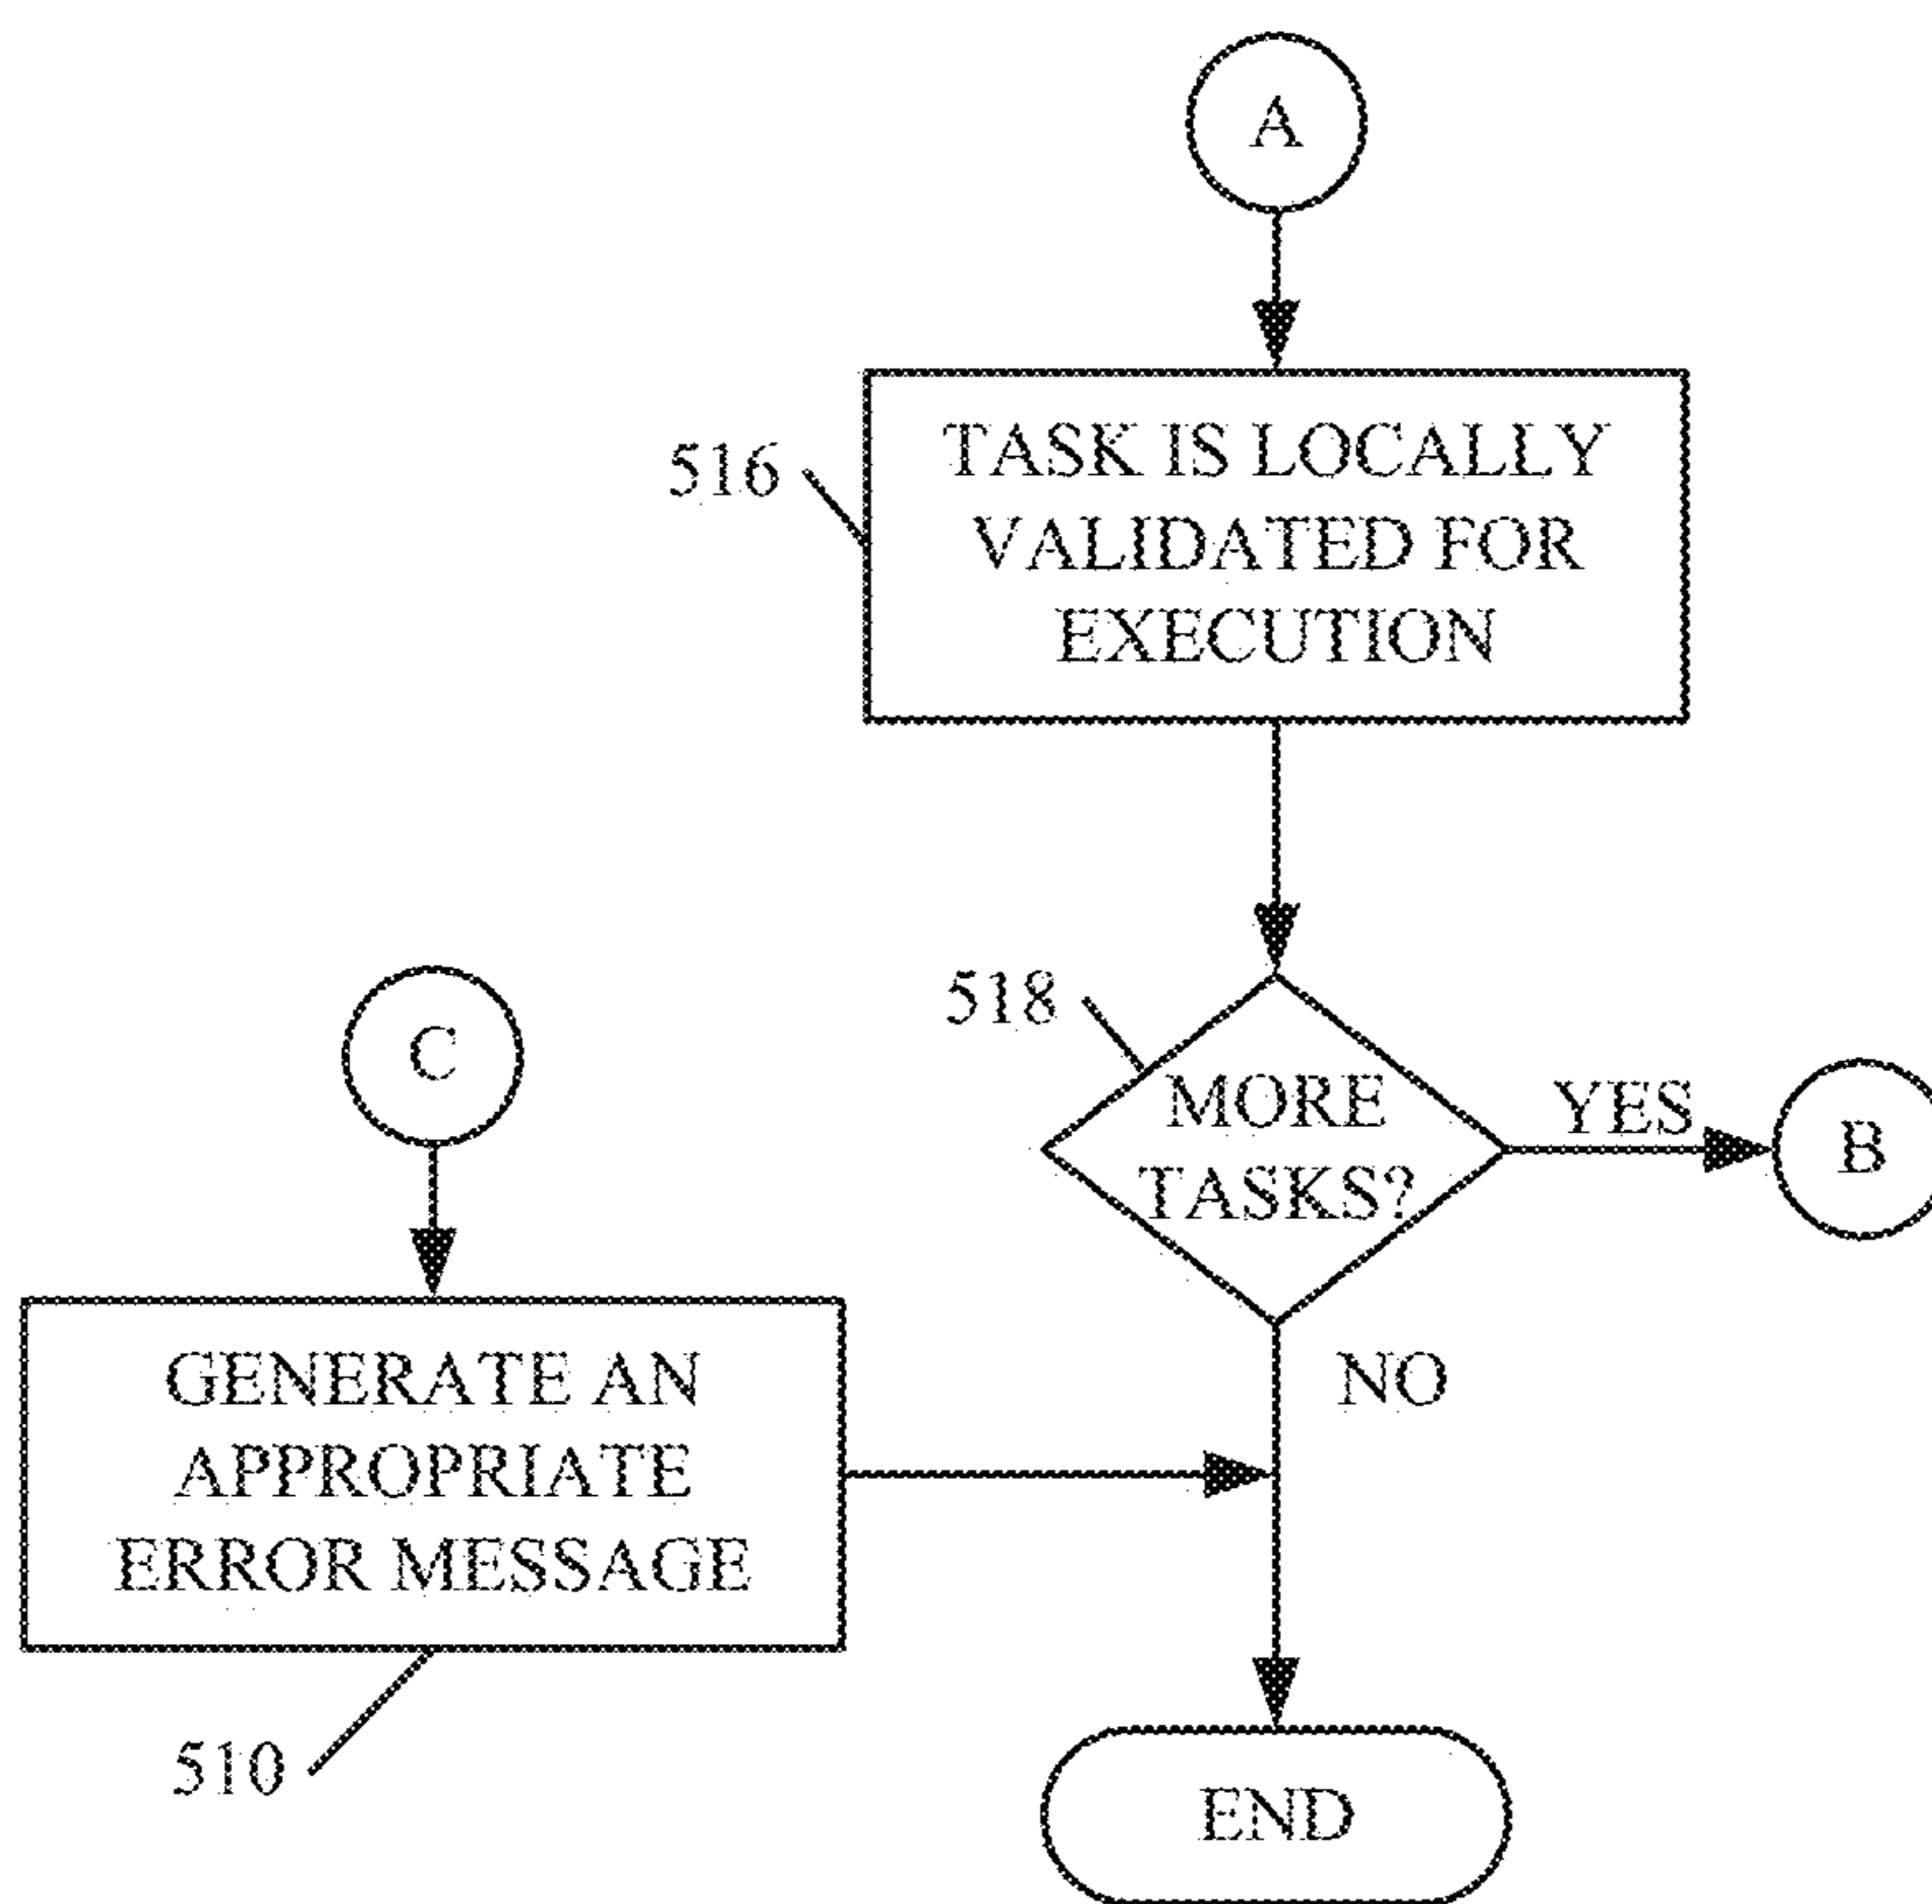 A
516
TASK IS LOCALLY
VALIDATED FOR
EXECUTION
518
MORE
TASKS?
YES
B
NO
C
GENERATE AN
APPROPRIATE
ERROR MESSAGE
510
END